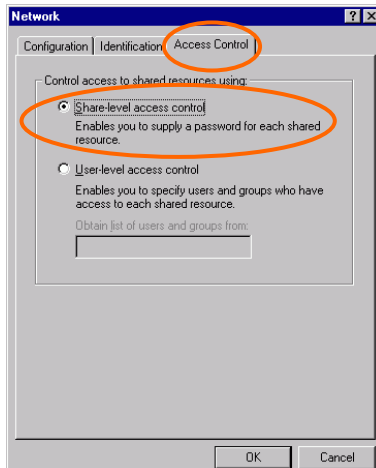 Network
Configuration Identification Access Control
Control access to shared resources using:
Share-level access control
Enables you to supply a password for each shared
resource.
User-level access control
Enables you to specify users and groups who have
access to each shared resource.
Obtain list of users and groups from:
OK Cancel